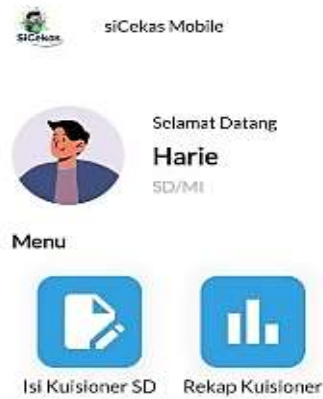 siCekas
siCekas Mobile
Selamat Datang
Harie
SD/MI
Menu
Isi Kuisioner SD
Rekap Kuisioner